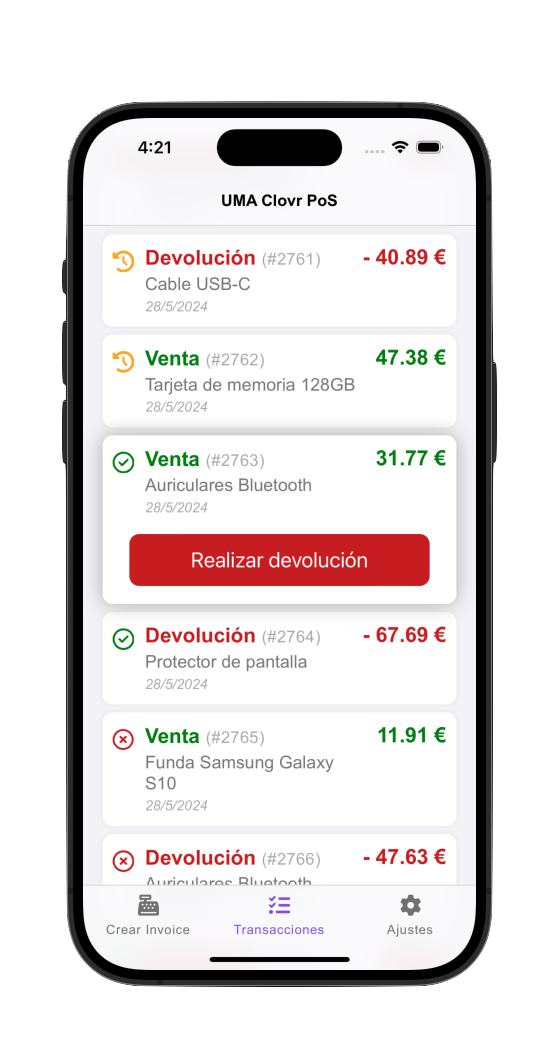 4:21
UMA Clovr PoS
Devolución (#2761) - 40.89 €
Cable USB-C
28/5/2024
Venta (#2762) 47.38 €
Tarjeta de memoria 128GB
28/5/2024
Venta (#2763) 31.77 €
Auriculares Bluetooth
28/5/2024
Realizar devolución
Devolución (#2764) - 67.69 €
Protector de pantalla
28/5/2024
Venta (#2765) 11.91 €
Funda Samsung Galaxy
S10
28/5/2024
Devolución (#2766) - 47.63 €
Auriculares Bluetooth
Crear Invoice Transacciones Ajustes